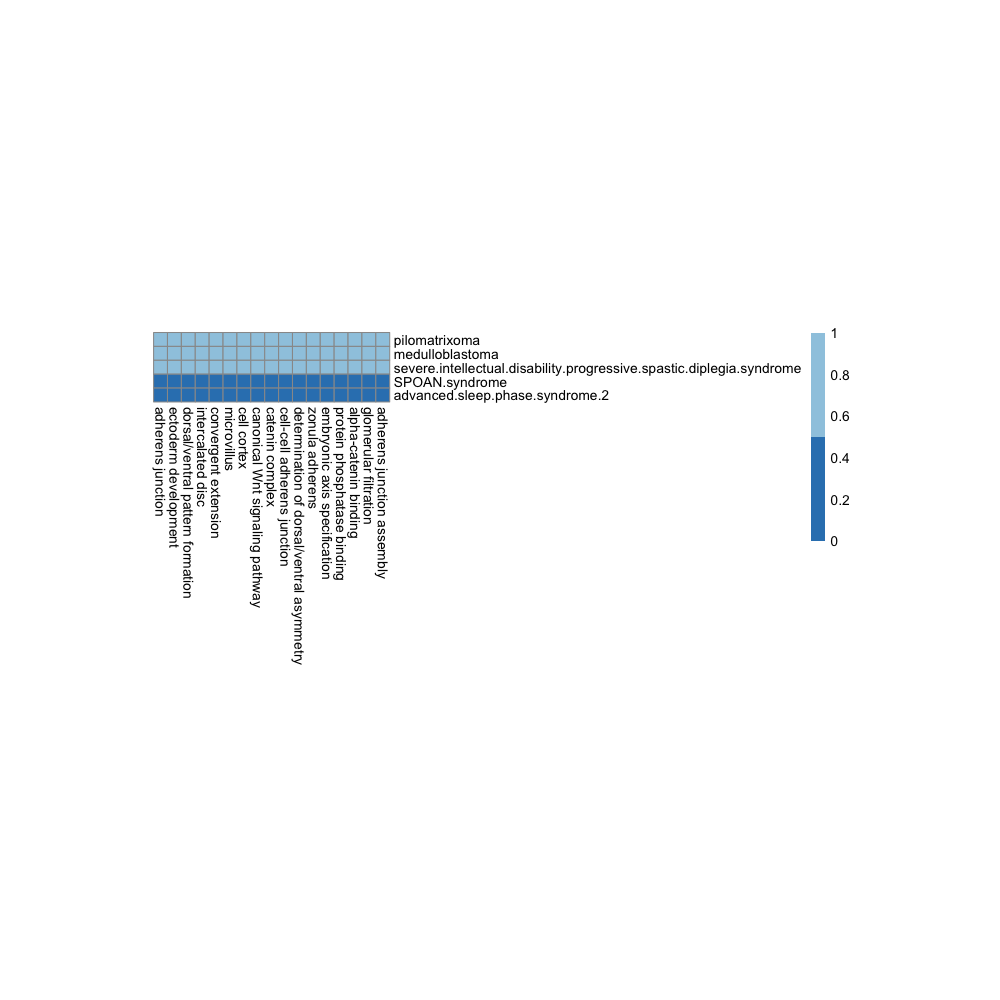 pilomatrixoma
medulloblastoma
severe.intellectual.disability.progressive.spastic.diplegia.syndrome
SPOAN.syndrome
advanced.sleep.phase.syndrome.2
adherens junction
ectoderm development
dorsal/ventral pattern formation
intercalated disc
convergent extension
microvillus
cell cortex
canonical Wnt signaling pathway
catenin complex
cell-cell adherens junction
determination of dorsal/ventral asymmetry
zonula adherens
embryonic axis specification
protein phosphatase binding
alpha-catenin binding
glomerular filtration
adherens junction assembly
1
0.8
0.6
0.4
0.2
0